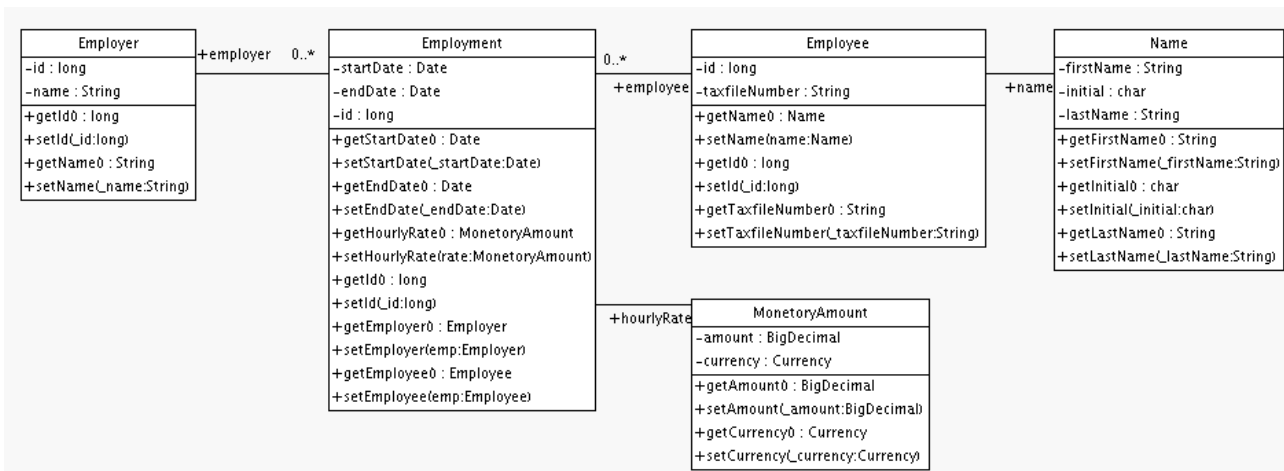 Employer
-id : long
-name : String
+getId() : long
+setId(_id:long)
+getName() : String
+setName(_name:String)
+employer
0..*
Employment
-startDate : Date
-endDate : Date
-id : long
+getStartDate() : Date
+setStartDate(_startDate:Date)
+getEndDate() : Date
+setEndDate(_endDate:Date)
+getHourlyRate() : MonetoryAmount
+setHourlyRate(rate:MonetoryAmount)
+getId() : long
+setId(_id:long)
+getEmployer() : Employer
+setEmployer(emp:Employer)
+getEmployee() : Employee
+setEmployee(emp:Employee)
0..*
+employee
Employee
-id : long
-taxfileNumber : String
+getName() : Name
+setName(name:Name)
+getId() : long
+setId(_id:long)
+getTaxfileNumber() : String
+setTaxfileNumber(_taxfileNumber:String)
+name
Name
-firstName : String
-initial : char
-lastName : String
+getFirstName() : String
+setFirstName(_firstName:String)
+getInitial() : char
+setInitial(_initial:char)
+getLastName() : String
+setLastName(_lastName:String)
+hourlyRate
MonetoryAmount
-amount : BigDecimal
-currency : Currency
+getAmount() : BigDecimal
+setAmount(_amount:BigDecimal)
+getCurrency() : Currency
+setCurrency(_currency:Currency)